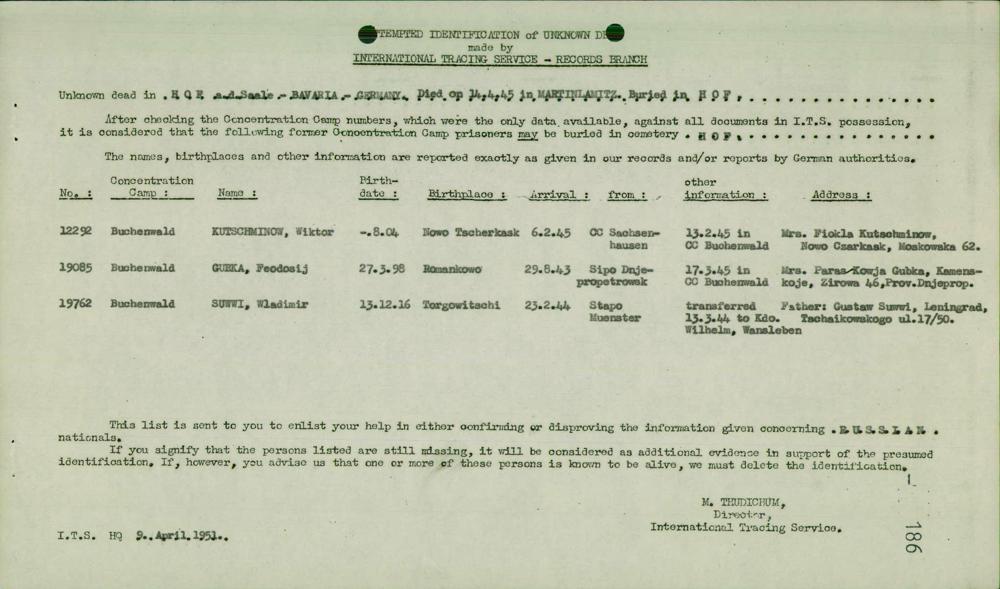 TTEMPTED IDENTIFICATION of UNKNOWN DE
made by
INTERNATIONAL TRACING SERVICE - RECORDS BRANCH
Unknown dead in . H O F a.d.Saale - BAVARIA - GERMANY. Died on 14.4.45 in MARTINLAMITZ. Buried in H O F . . . . . . . . . . . . . . . .
After checking the Concentration Camp numbers, which were the only data available, against all documents in I.T.S. possession,
it is considered that the following former Concentration Camp prisoners may be buried in cemetery . H O F . . . . . . . . . . . . . . . .
The names, birthplaces and other information are reported exactly as given in our records and/or reports by German authorities.
No. : Concentration Camp : Name : Birth-date : Birthplace : Arrival : from : other information : Address :
12292 Buchenwald KUTSCHMINOW, Wiktor -.8.04 Nowo Tscherkask 6.2.45 CC Sachsen- 13.2.45 in Mrs. Fiokla Kutschminow,
hausen CC Buchenwald Nowo Czarkask, Moskowska 62.
19085 Buchenwald GUBKA, Feodosij 27.3.98 Romankowo 29.8.43 Sipo Dnje- 17.3.45 in Mrs. Paras Kowja Gubka, Kamens-
propetrowsk CC Buchenwald koje, Zirowa 46,Prov.Dnjeprop.
19762 Buchenwald SUWWI, Wladimir 13.12.16 Torgowitschi 23.2.44 Stapo transferred Father: Gustaw Suwwi, Leningrad,
Muenster 13.3.44 to Kdo. Tschaikowskogo ul.17/50.
Wilhelm, Wansleben
This list is sent to you to enlist your help in either confirming or disproving the information given concerning . R U S S I A N .
nationals.
If you signify that the persons listed are still missing, it will be considered as additional evidence in support of the presumed
identification. If, however, you advise us that one or more of these persons is known to be alive, we must delete the identification.
M. THUDICHUM,
Director,
International Tracing Service.
I.T.S. HQ 9. April 1951..
186